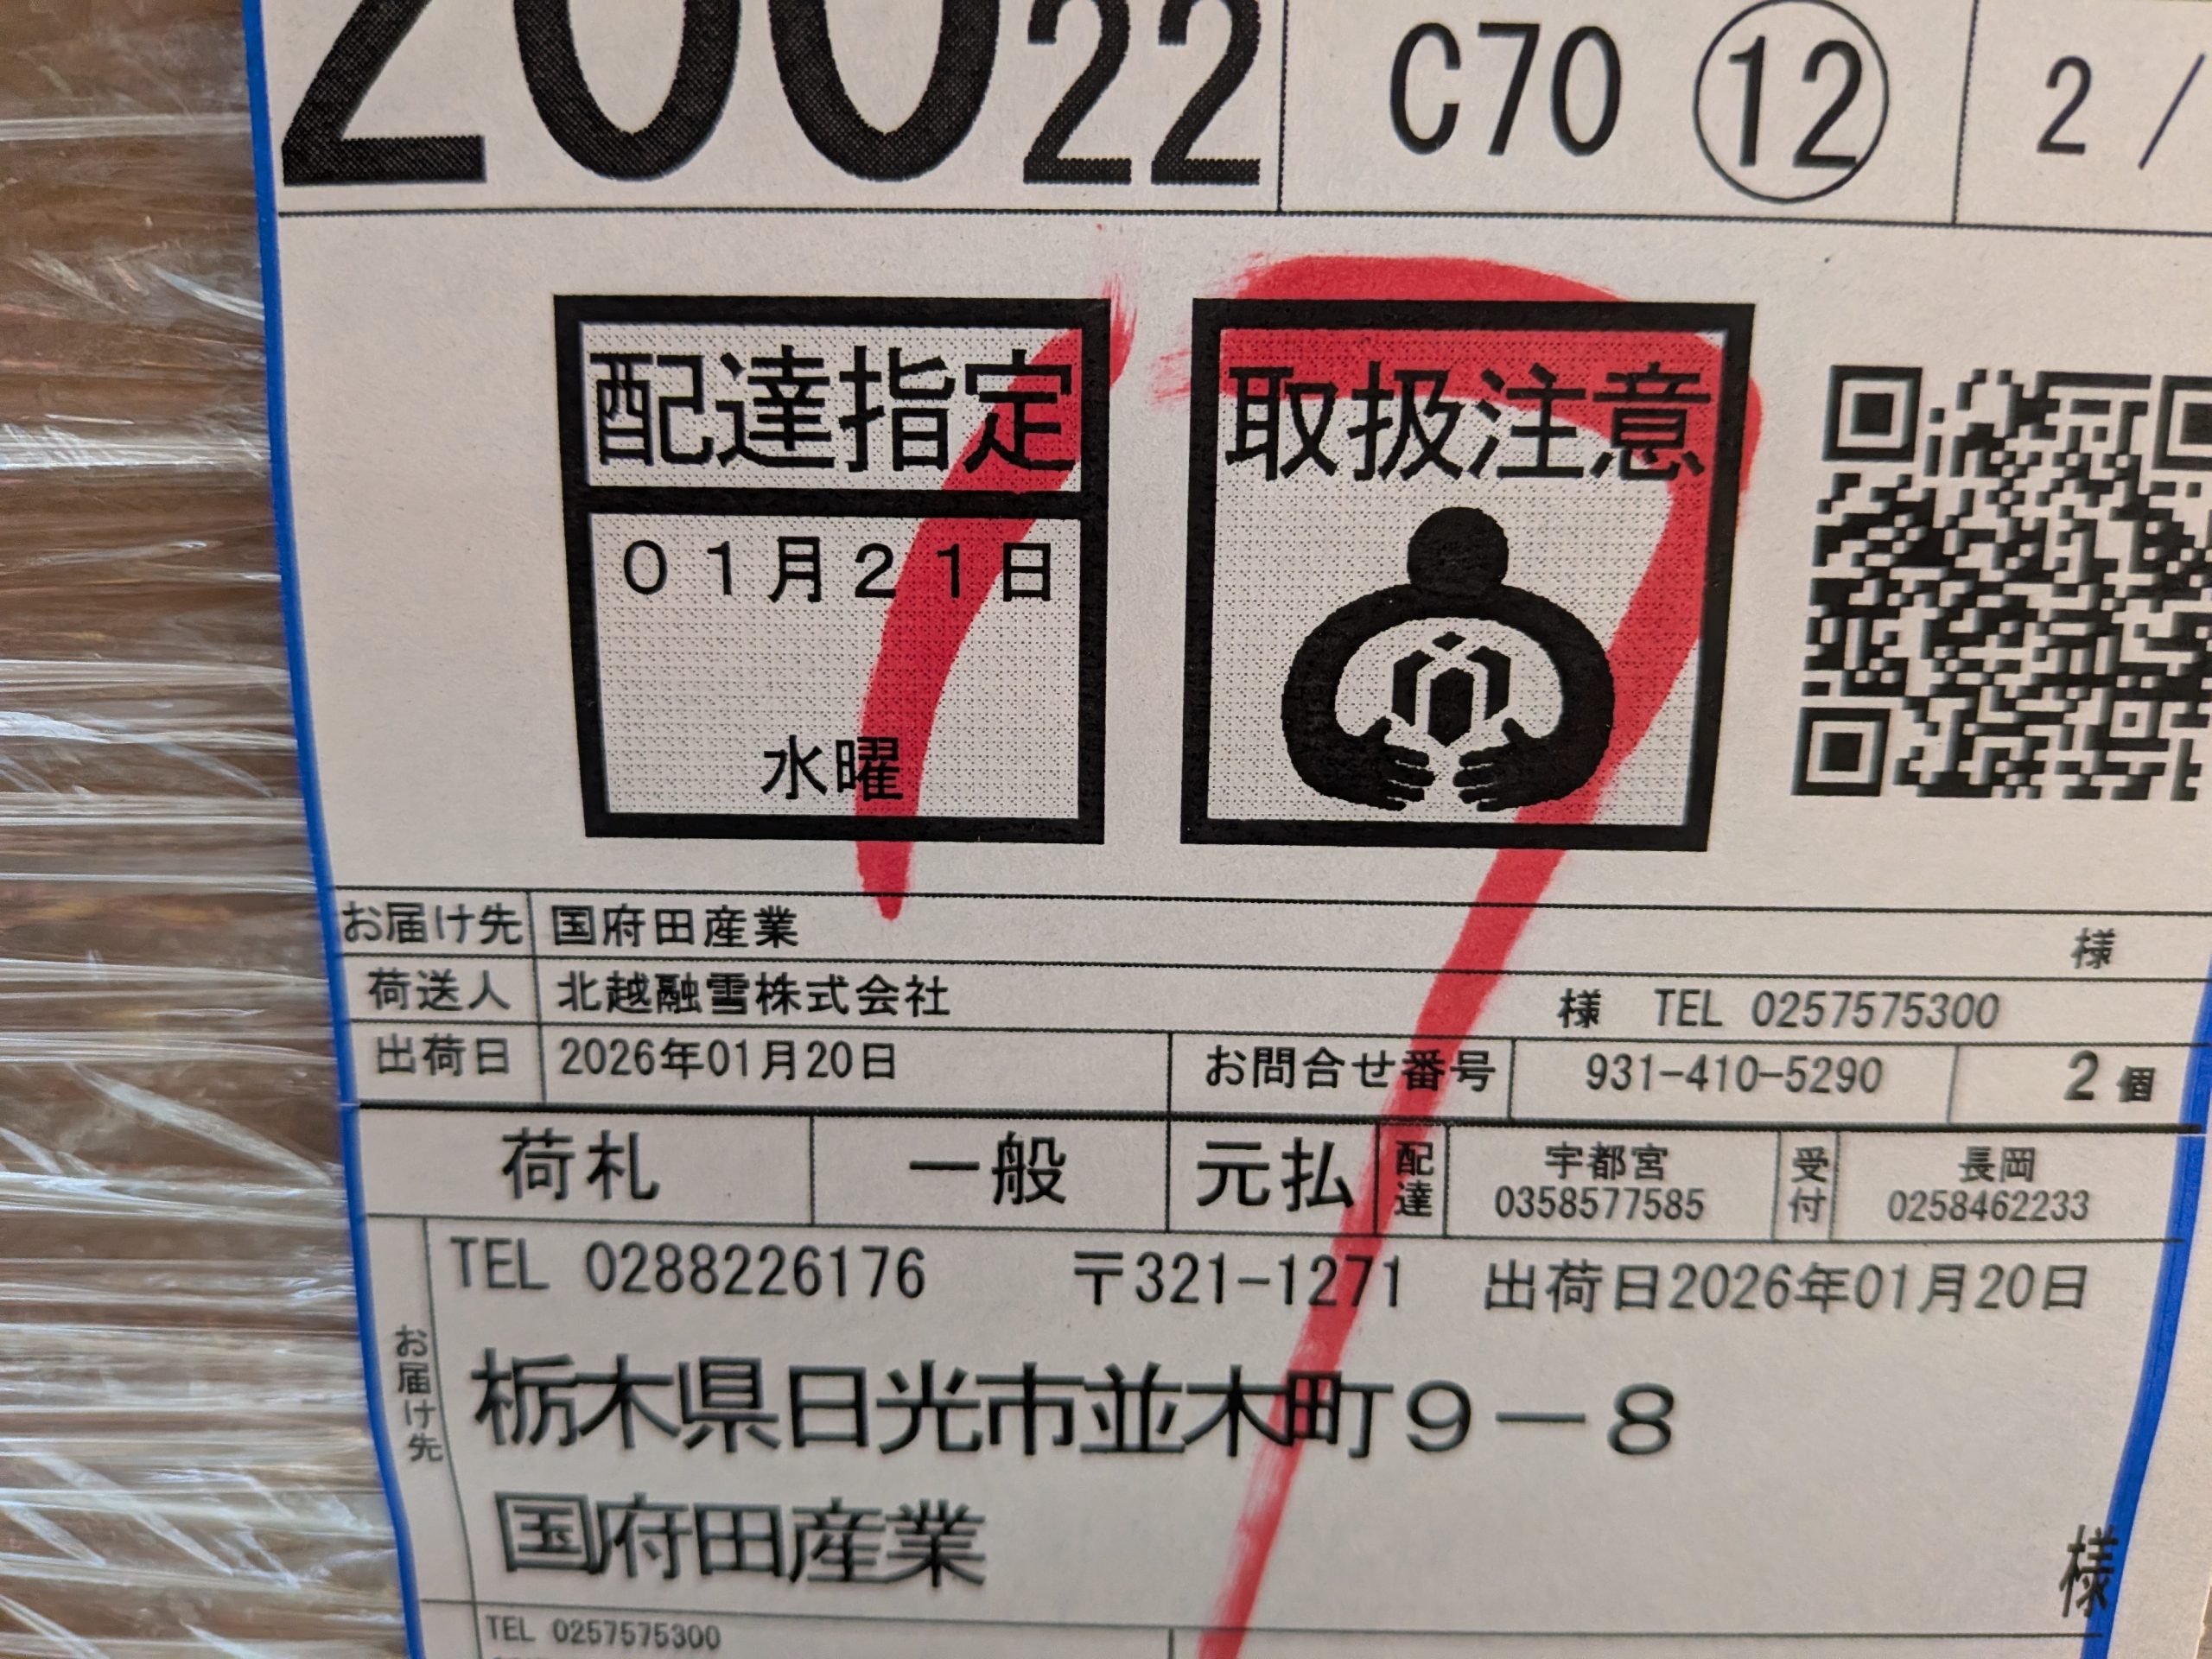 20022 C70 ⑫ 2 /
配達指定
01月21日
水曜
取扱注意
お届け先 国府田産業 様
荷送人 北越融雪株式会社 様 TEL 0257575300
出荷日 2026年01月20日 お問合せ番号 931-410-5290 2個
荷札 一般 元払 配達 宇都宮 0358577585 受付 長岡 0258462233
お届け先
TEL 0288226176 〒321-1271 出荷日2026年01月20日
栃木県日光市並木町9-8
国府田産業
様
TEL 0257575300